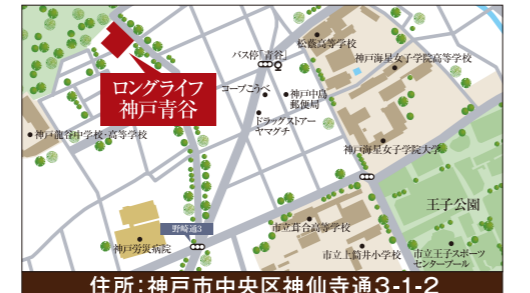 松蔭高等学校
バス停「青谷」
神戸海星女子学院高等学校
ロングライフ
神戸青谷
コープこうべ
神戸中島
郵便局
ドラッグストアー
ヤマグチ
神戸龍谷中学校・高等学校
神戸海星女子学院大学
王子公園
野崎通3
市立葺合高等学校
神戸労災病院
市立上筒井小学校
市立王子スポーツ
センタープール
住所:神戸市中央区神仙寺通3-1-2